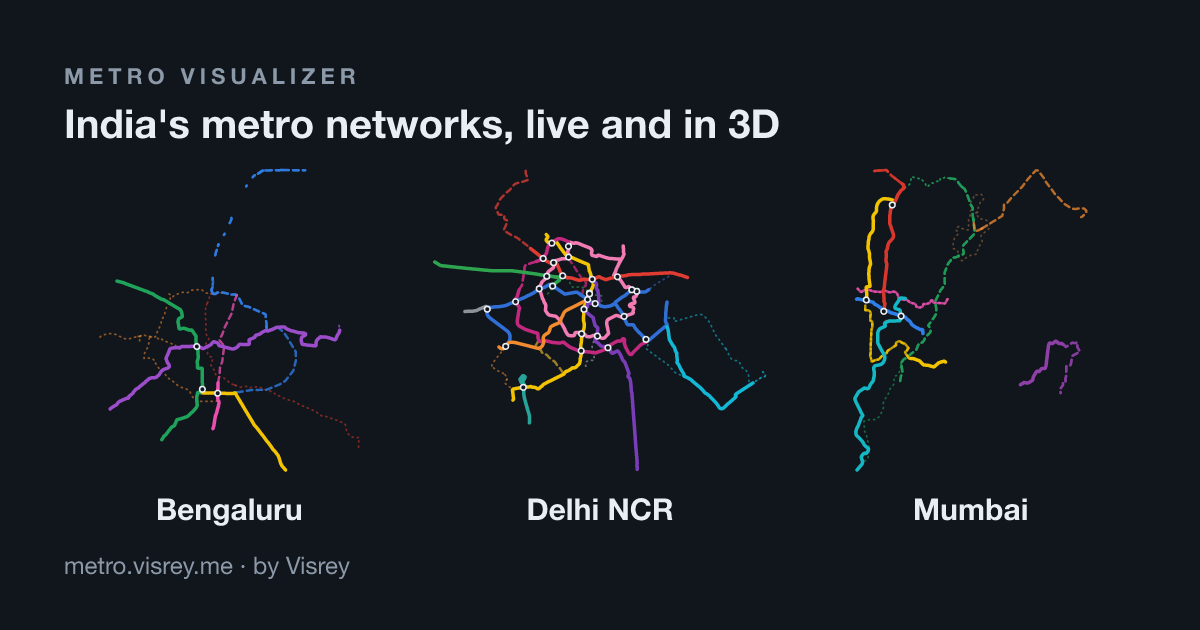 METRO VISUALIZER
India's metro networks, live and in 3D
Bengaluru
Delhi NCR
Mumbai
metro.visrey.me · by Visrey